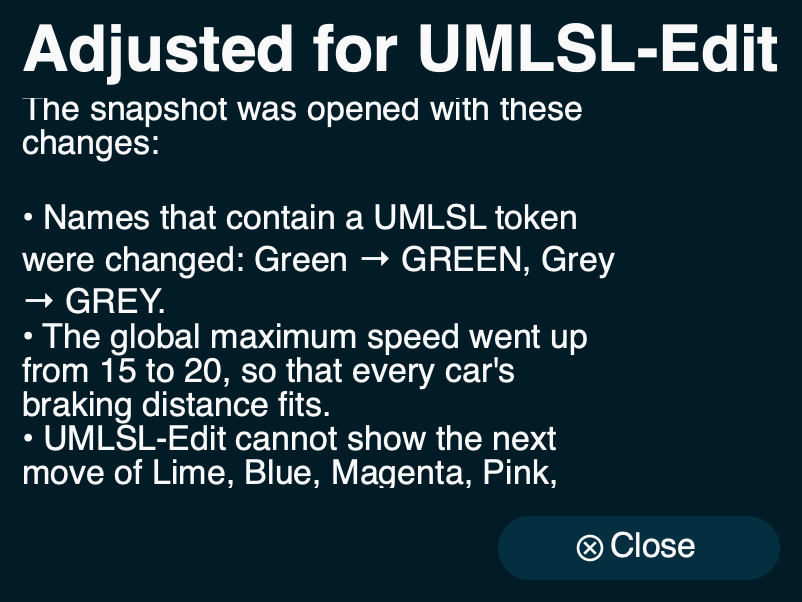 Adjusted for UMLSL-Edit
The snapshot was opened with these
changes:
• Names that contain a UMLSL token
were changed: Green → GREEN, Grey
→ GREY.
• The global maximum speed went up
from 15 to 20, so that every car's
braking distance fits.
• UMLSL-Edit cannot show the next
move of Lime, Blue, Magenta, Pink,
⊗ Close